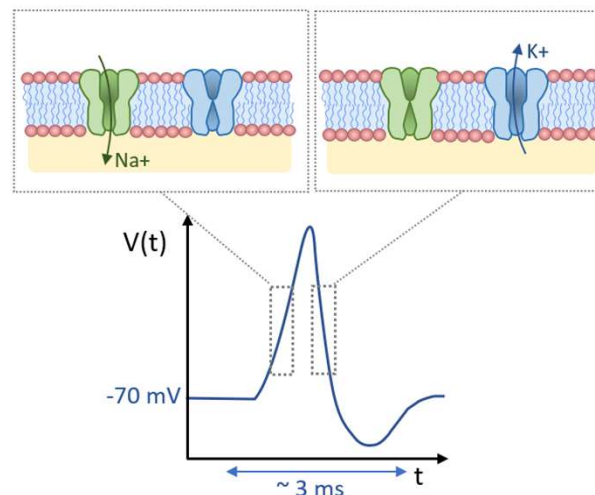 Na+
K+
V(t)
-70 mV
t
~ 3 ms